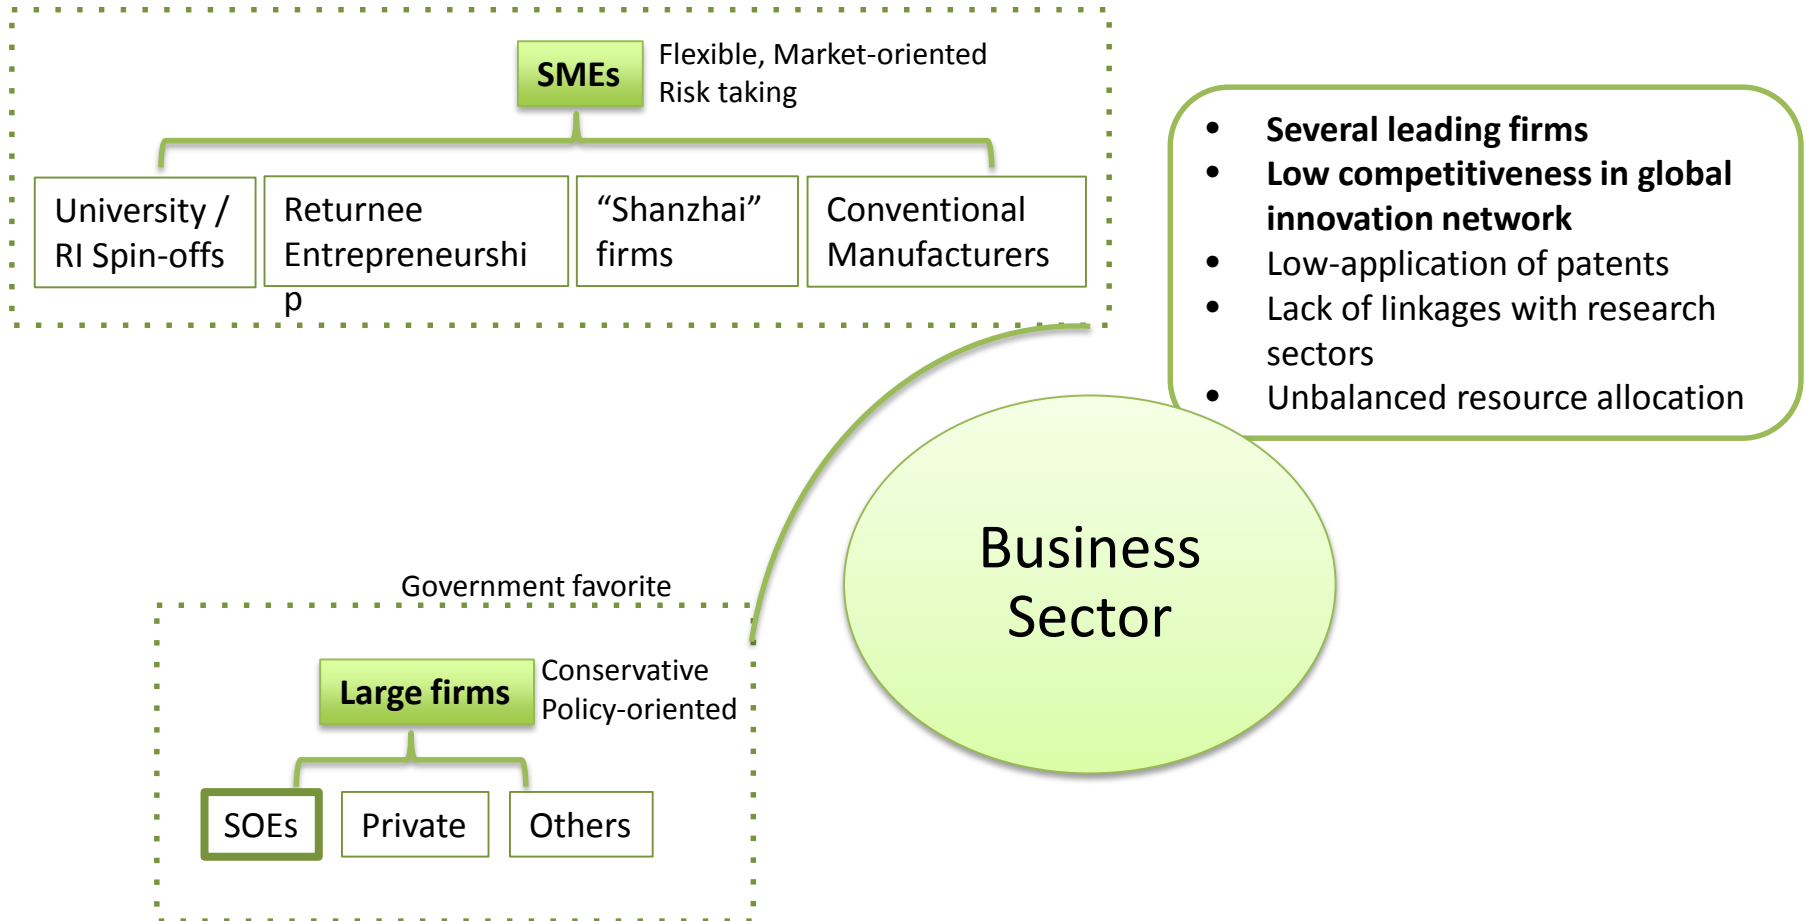 SMEs
Flexible, Market-oriented
Risk taking
University /
RI Spin-offs
Returnee
Entrepreneurshi
p
“Shanzhai”
firms
Conventional
Manufacturers
• Several leading firms
• Low competitiveness in global
innovation network
• Low-application of patents
• Lack of linkages with research
sectors
• Unbalanced resource allocation
Business
Sector
Government favorite
Large firms
Conservative
Policy-oriented
SOEs
Private
Others